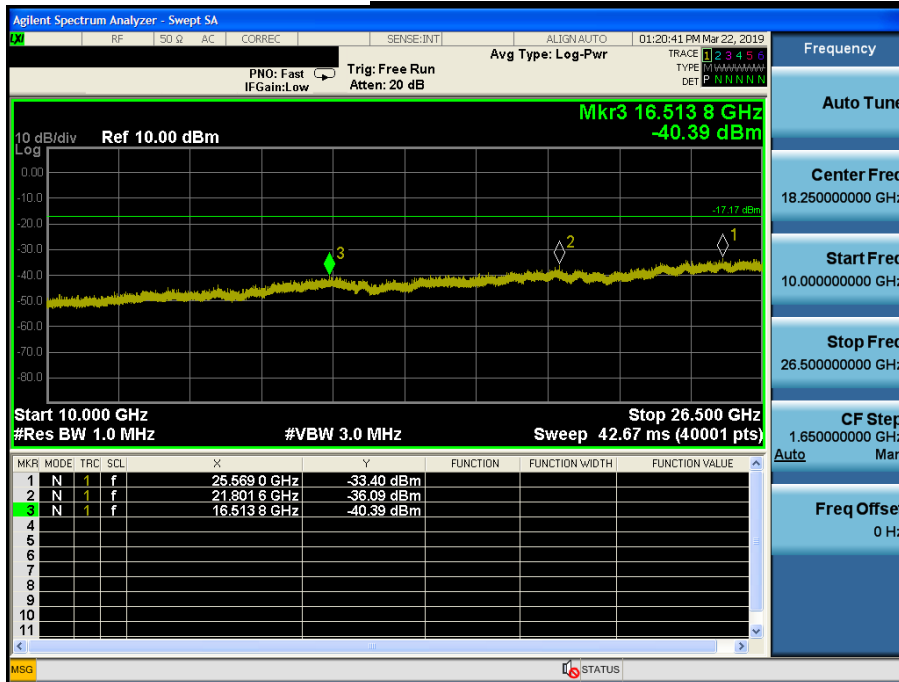 Agilent Spectrum Analyzer - Swept SA
LXI RF 50 Ω AC CORREC SENSE:INT ALIGN AUTO 01:20:41 PM Mar 22, 2019
Avg Type: Log-Pwr
TRACE 1 2 3 4 5 6
TYPE M W W W W W
DET P N N N N N
PNO: Fast
IFGain:Low
Trig: Free Run
Atten: 20 dB
Mkr3 16.513 8 GHz
-40.39 dBm
10 dB/div Ref 10.00 dBm
Log
0.00
-10.0
-17.17 dBm
-20.0
-30.0
-40.0
-50.0
-60.0
-70.0
-80.0
3
2
1
Start 10.000 GHz Stop 26.500 GHz
#Res BW 1.0 MHz #VBW 3.0 MHz Sweep 42.67 ms (40001 pts)
MKR MODE TRC SCL X Y FUNCTION FUNCTION WIDTH FUNCTION VALUE
1 N 1 f 25.569 0 GHz -33.40 dBm
2 N 1 f 21.801 6 GHz -36.09 dBm
3 N 1 f 16.513 8 GHz -40.39 dBm
4
5
6
7
8
9
10
11
MSG STATUS
Frequency
Auto Tune
Center Freq
18.250000000 GHz
Start Freq
10.000000000 GHz
Stop Freq
26.500000000 GHz
CF Step
1.650000000 GHz
Auto Man
Freq Offset
0 Hz